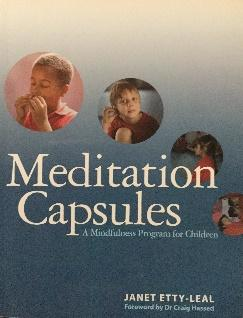 Meditation
Capsules
A Mindfulness Program for Children
JANET ETTY-LEAL
Foreword by Dr Craig Hassed